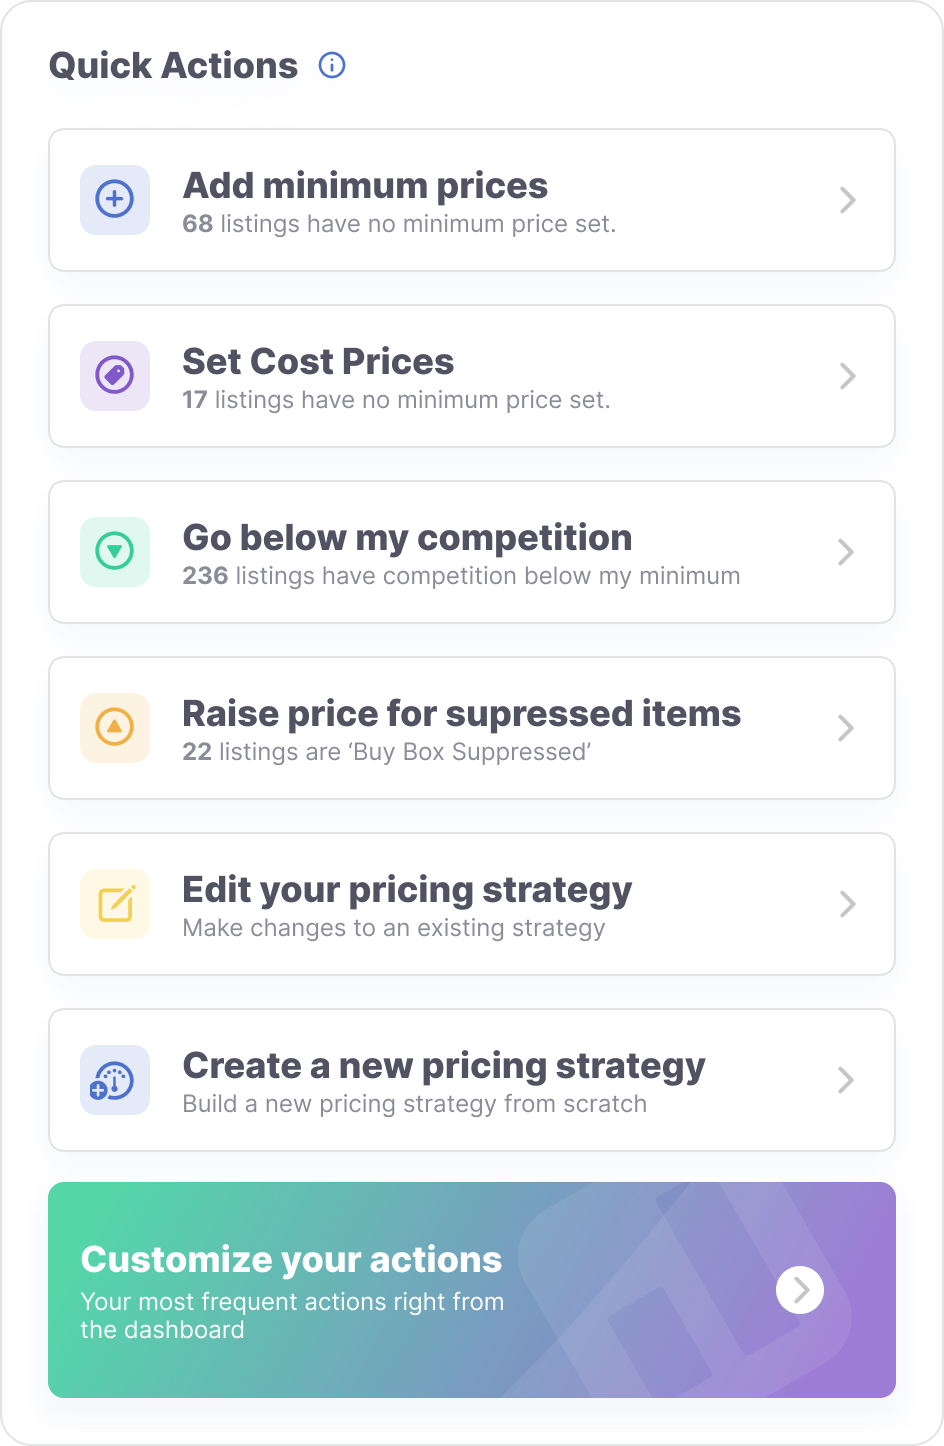 Quick Actions
Add minimum prices
68 listings have no minimum price set.
Set Cost Prices
17 listings have no minimum price set.
Go below my competition
236 listings have competition below my minimum
Raise price for supressed items
22 listings are ‘Buy Box Suppressed’
Edit your pricing strategy
Make changes to an existing strategy
Create a new pricing strategy
Build a new pricing strategy from scratch
Customize your actions
Your most frequent actions right from
the dashboard